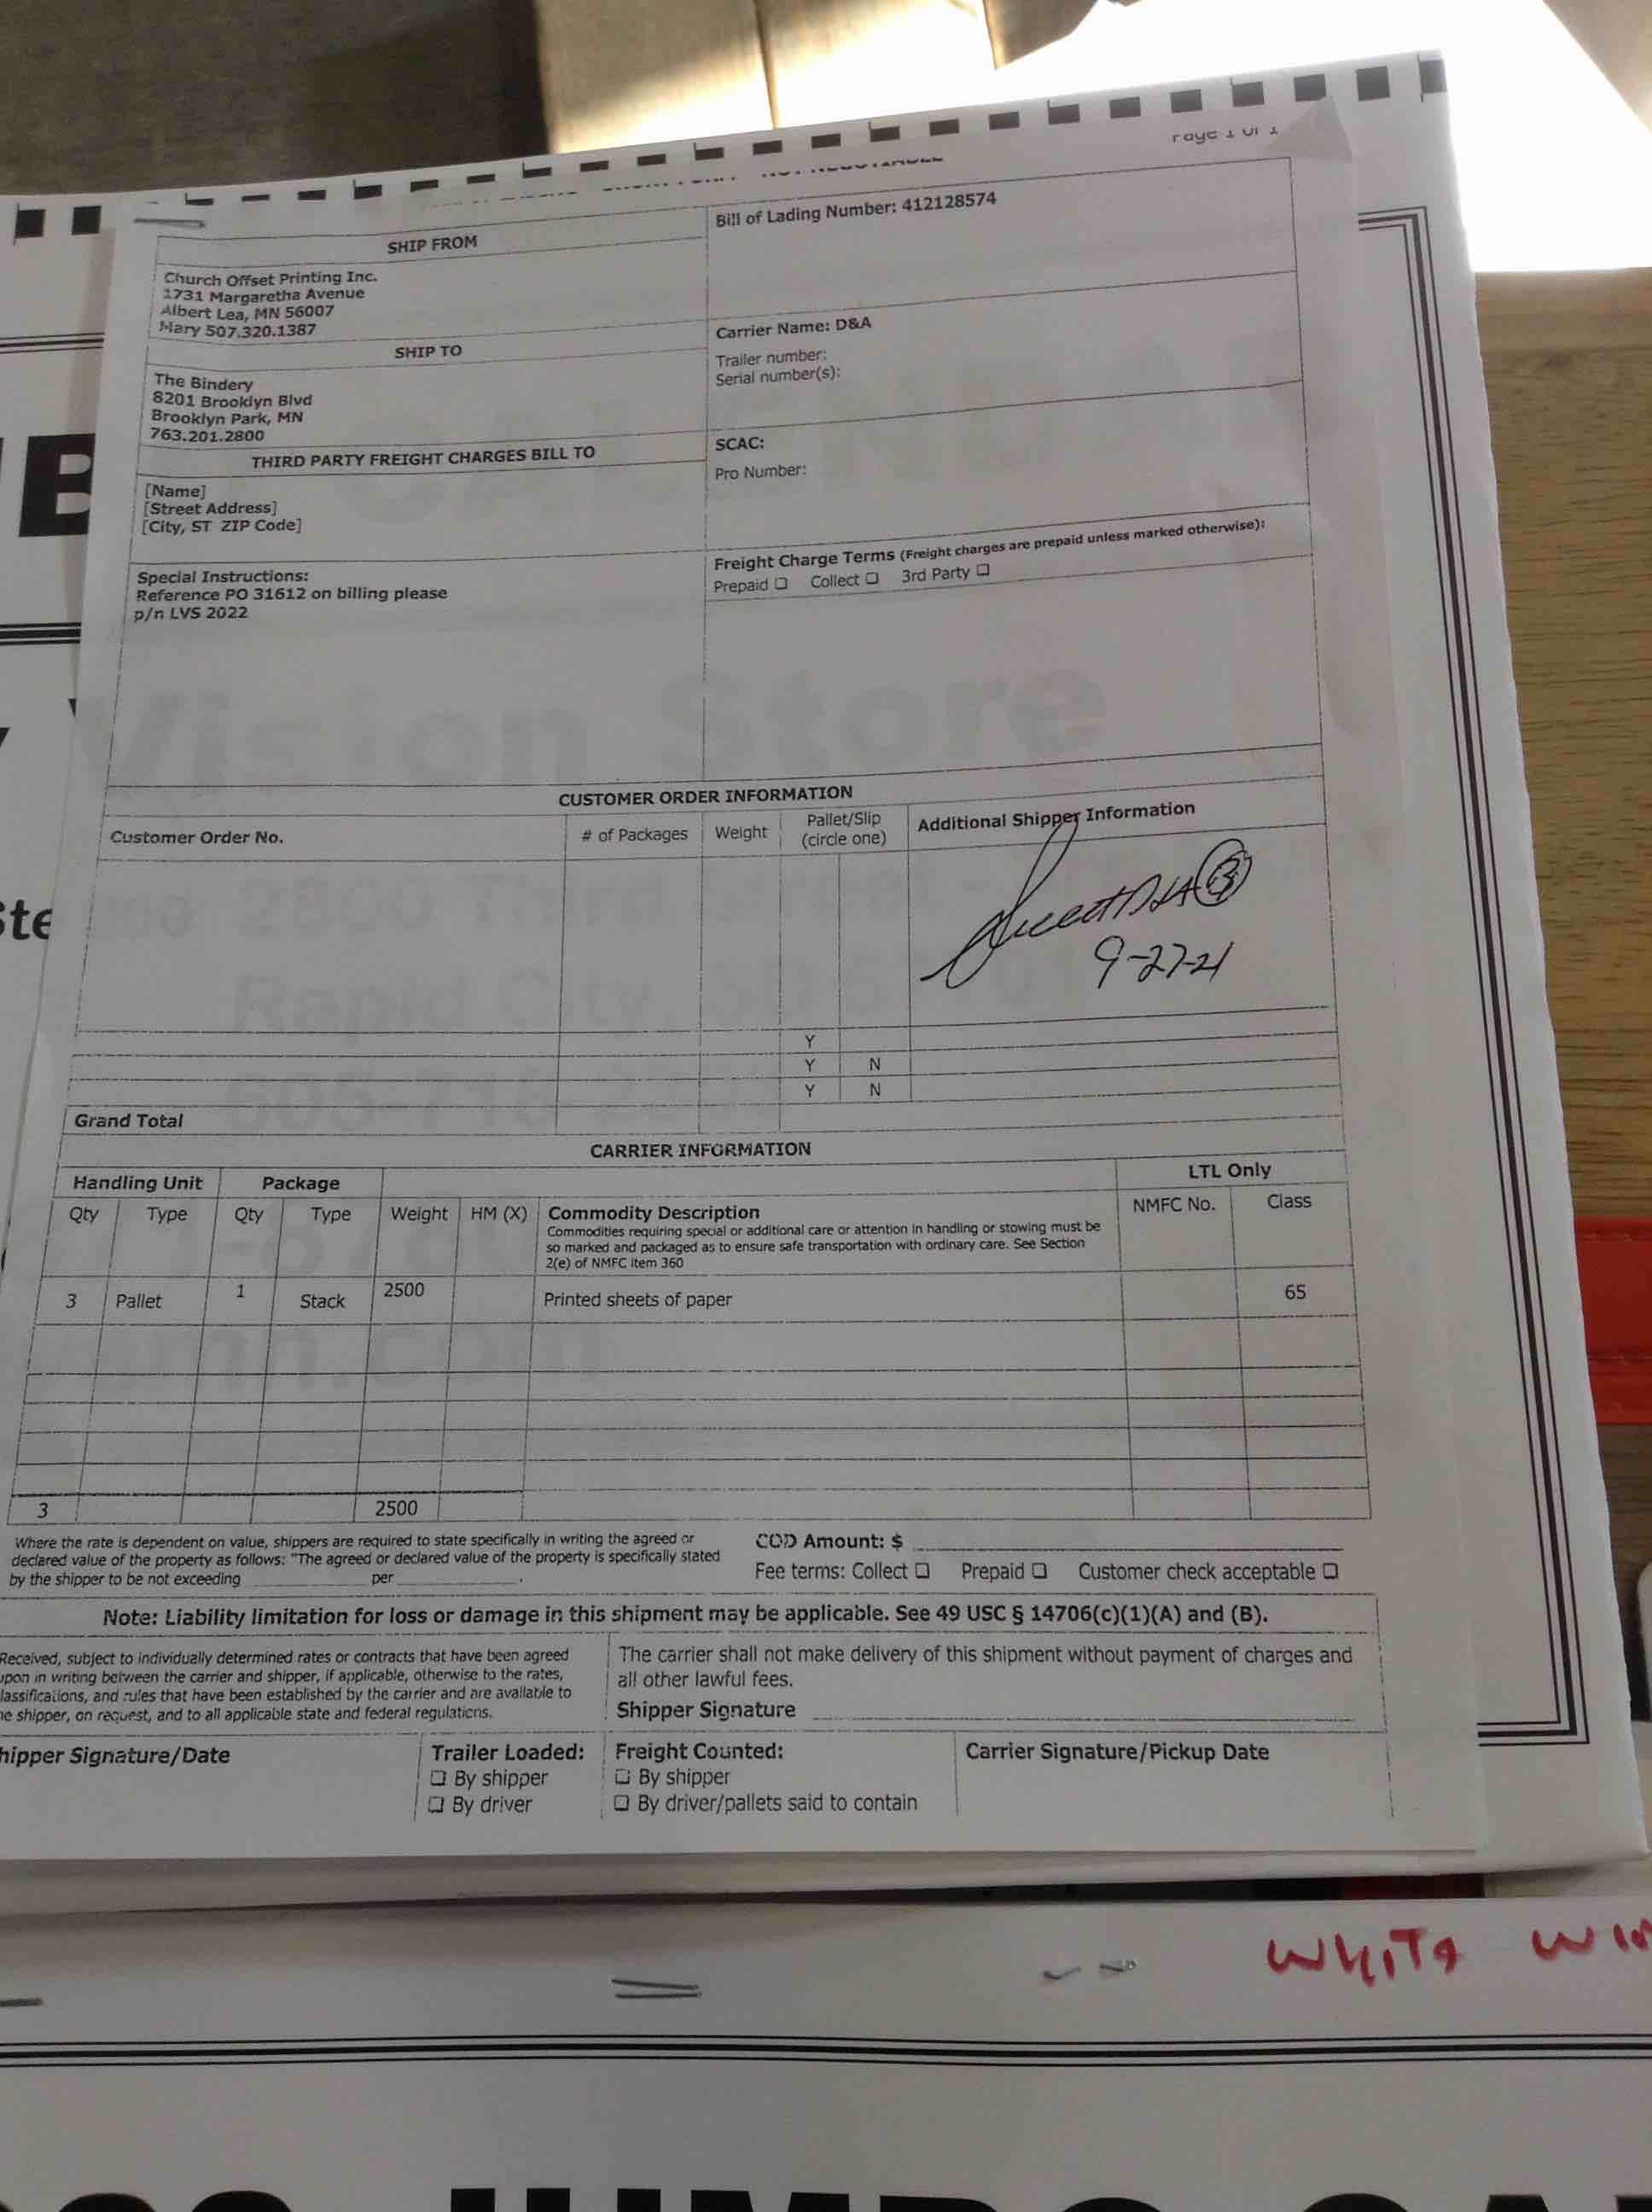 Page 1 of 1
Bill of Lading Number: 412128574
SHIP FROM
Church Offset Printing Inc.
1731 Margaretha Avenue
Albert Lea, MN 56007
Mary 507.320.1387
Carrier Name: D&A
Trailer number:
Serial number(s):
SHIP TO
The Bindery
8201 Brooklyn Blvd
Brooklyn Park, MN
763.201.2800
SCAC:
Pro Number:
THIRD PARTY FREIGHT CHARGES BILL TO
[Name]
[Street Address]
[City, ST ZIP Code]
Freight Charge Terms (Freight charges are prepaid unless marked otherwise):
Prepaid ☐ Collect ☐ 3rd Party ☐
Special Instructions:
Reference PO 31612 on billing please
p/n LVS 2022
Vision Store
CUSTOMER ORDER INFORMATION
Customer Order No. # of Packages Weight Pallet/Slip (circle one) Additional Shipper Information
3
9-27-21
Rapid City,
Y
Y N
Y N
Grand Total
CARRIER INFORMATION
Handling Unit Package LTL Only
Qty Type Qty Type Weight HM (X) Commodity Description NMFC No. Class
Commodities requiring special or additional care or attention in handling or stowing must be
so marked and packaged as to ensure safe transportation with ordinary care. See Section
2(e) of NMFC item 360
3 Pallet 1 Stack 2500 Printed sheets of paper 65
3 2500
Where the rate is dependent on value, shippers are required to state specifically in writing the agreed or
declared value of the property as follows: "The agreed or declared value of the property is specifically stated
by the shipper to be not exceeding per .
COD Amount: $
Fee terms: Collect ☐ Prepaid ☐ Customer check acceptable ☐
Note: Liability limitation for loss or damage in this shipment may be applicable. See 49 USC § 14706(c)(1)(A) and (B).
Received, subject to individually determined rates or contracts that have been agreed
upon in writing between the carrier and shipper, if applicable, otherwise to the rates,
lassifications, and rules that have been established by the carrier and are available to
he shipper, on request, and to all applicable state and federal regulations.
The carrier shall not make delivery of this shipment without payment of charges and
all other lawful fees.
Shipper Signature
hipper Signature/Date
Trailer Loaded:
☐ By shipper
☐ By driver
Freight Counted:
☐ By shipper
☐ By driver/pallets said to contain
Carrier Signature/Pickup Date
White
JUMBO